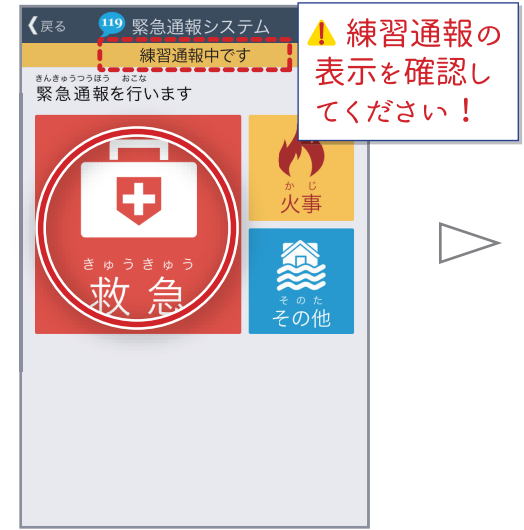 戻る
119 緊急通報システム
練習通報中です
練習通報の
表示を確認し
てください！
きんきゅうつうほう おこな
緊急通報を行います
きゅうきゅう
救急
かじ
火事
そのた
その他